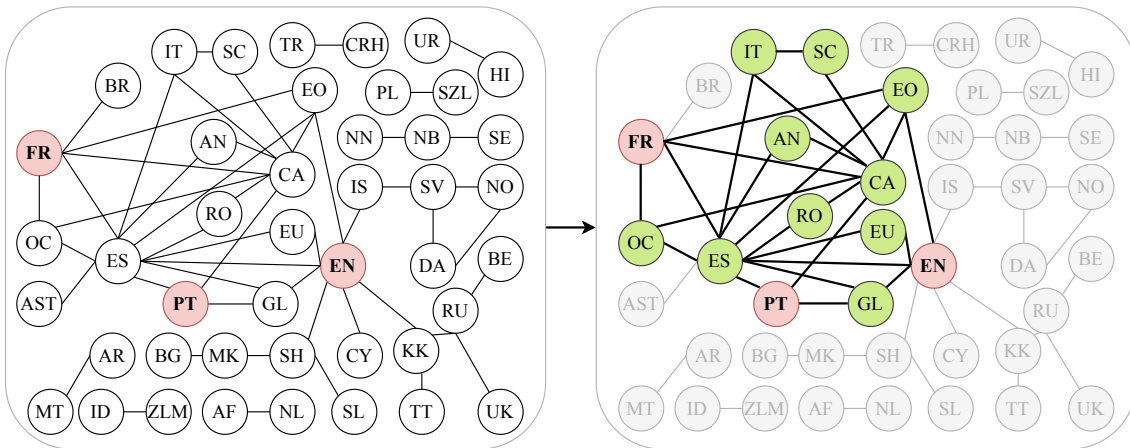 IT SC TR CRH UR HI
BR EO PL SZL
FR AN NN NB SE
CA IS SV NO
RO
OC ES EU EN DA BE
AST PT GL RU
AR BG MK SH CY KK
MT ID ZLM AF NL SL TT UK
IT SC TR CRH UR HI
BR EO PL SZL
FR AN NN NB SE
CA IS SV NO
RO
OC ES EU EN DA BE
AST PT GL RU
AR BG MK SH CY KK
MT ID ZLM AF NL SL TT UK